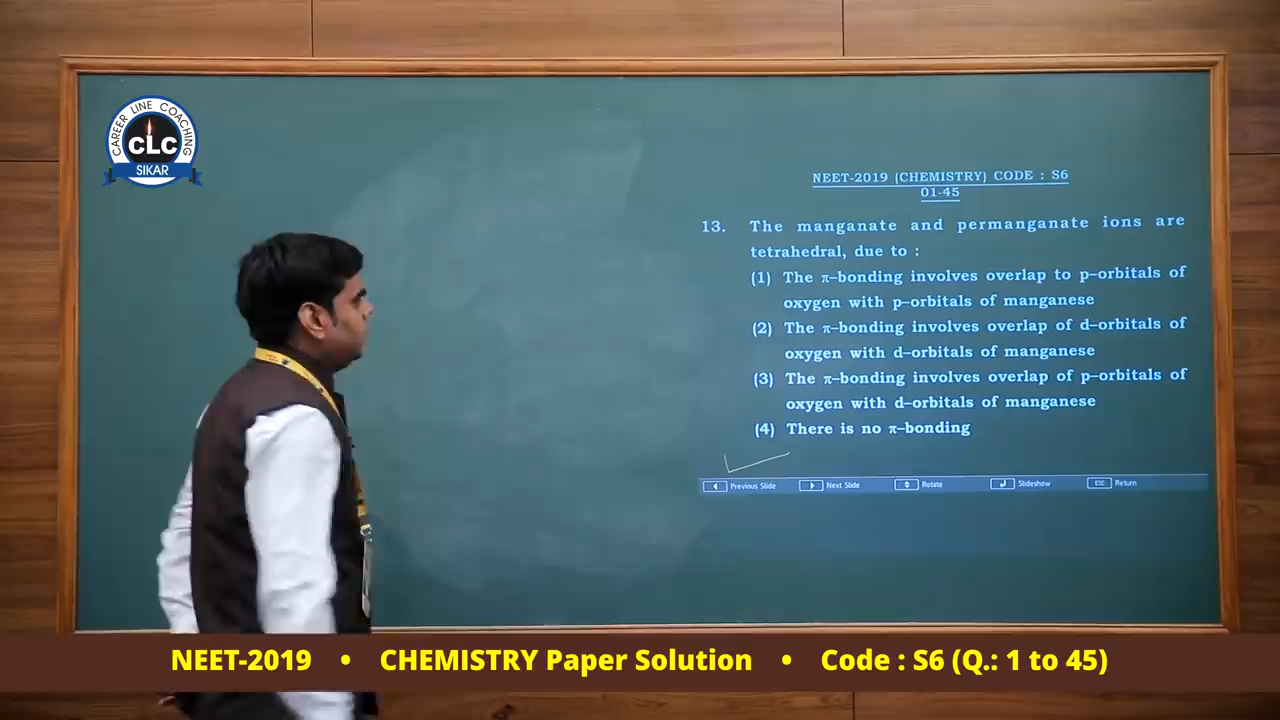 CAREER LINE COACHING
CLC
SIKAR
NEET-2019 (CHEMISTRY) CODE : S6
01-45
13. The manganate and permanganate ions are
tetrahedral, due to :
(1) The π–bonding involves overlap to p–orbitals of
oxygen with p–orbitals of manganese
(2) The π–bonding involves overlap of d–orbitals of
oxygen with d–orbitals of manganese
(3) The π–bonding involves overlap of p–orbitals of
oxygen with d–orbitals of manganese
(4) There is no π–bonding
Previous Slide Next Slide Rotate Slideshow ESC Return
NEET-2019 • CHEMISTRY Paper Solution • Code : S6 (Q.: 1 to 45)